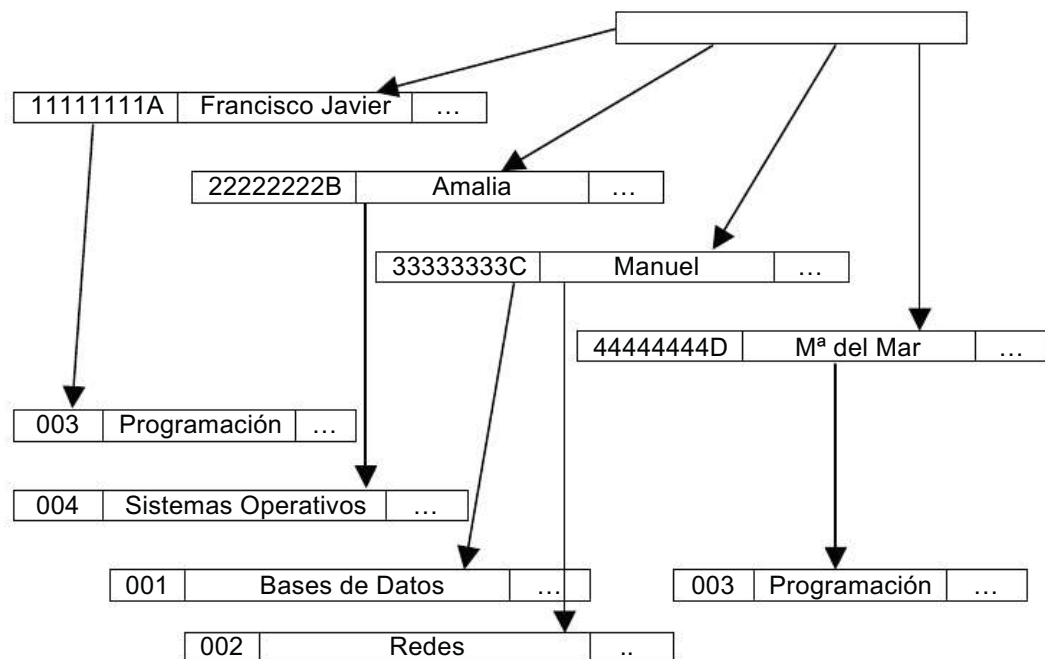 11111111A Francisco Javier ...
22222222B Amalia ...
33333333C Manuel ...
44444444D Mª del Mar ...
003 Programación ...
004 Sistemas Operativos ...
001 Bases de Datos ...
003 Programación ...
002 Redes ..